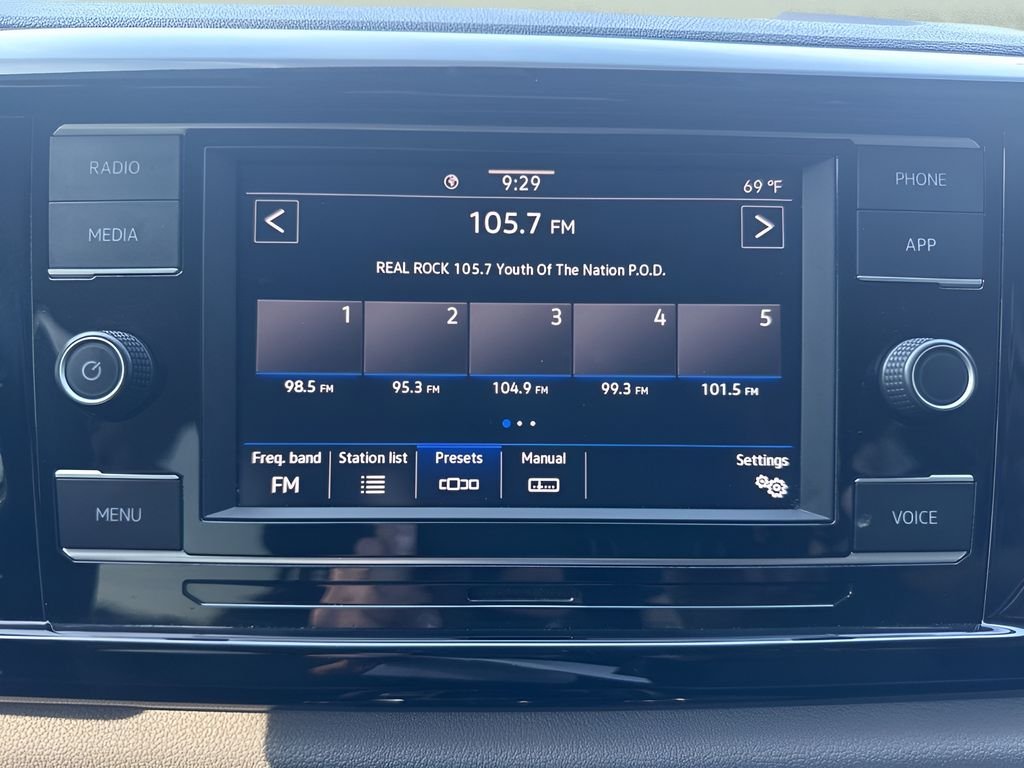 RADIO
MEDIA
MENU
9:29
69 °F
<
105.7 FM
>
REAL ROCK 105.7 Youth Of The Nation P.O.D.
1 2 3 4 5
98.5 FM 95.3 FM 104.9 FM 99.3 FM 101.5 FM
Freq. band Station list Presets Manual Settings
FM
PHONE
APP
VOICE